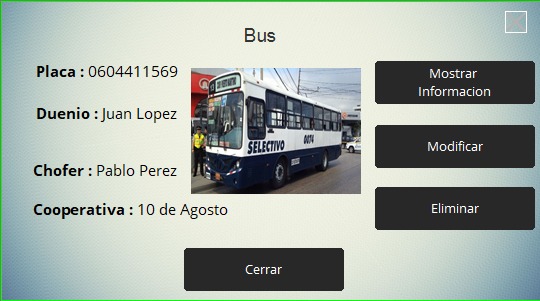 Bus
Placa : 0604411569
Duenio : Juan Lopez
Chofer : Pablo Perez
Cooperativa : 10 de Agosto
SELECTIVO
0074
Mostrar
Informacion
Modificar
Eliminar
Cerrar